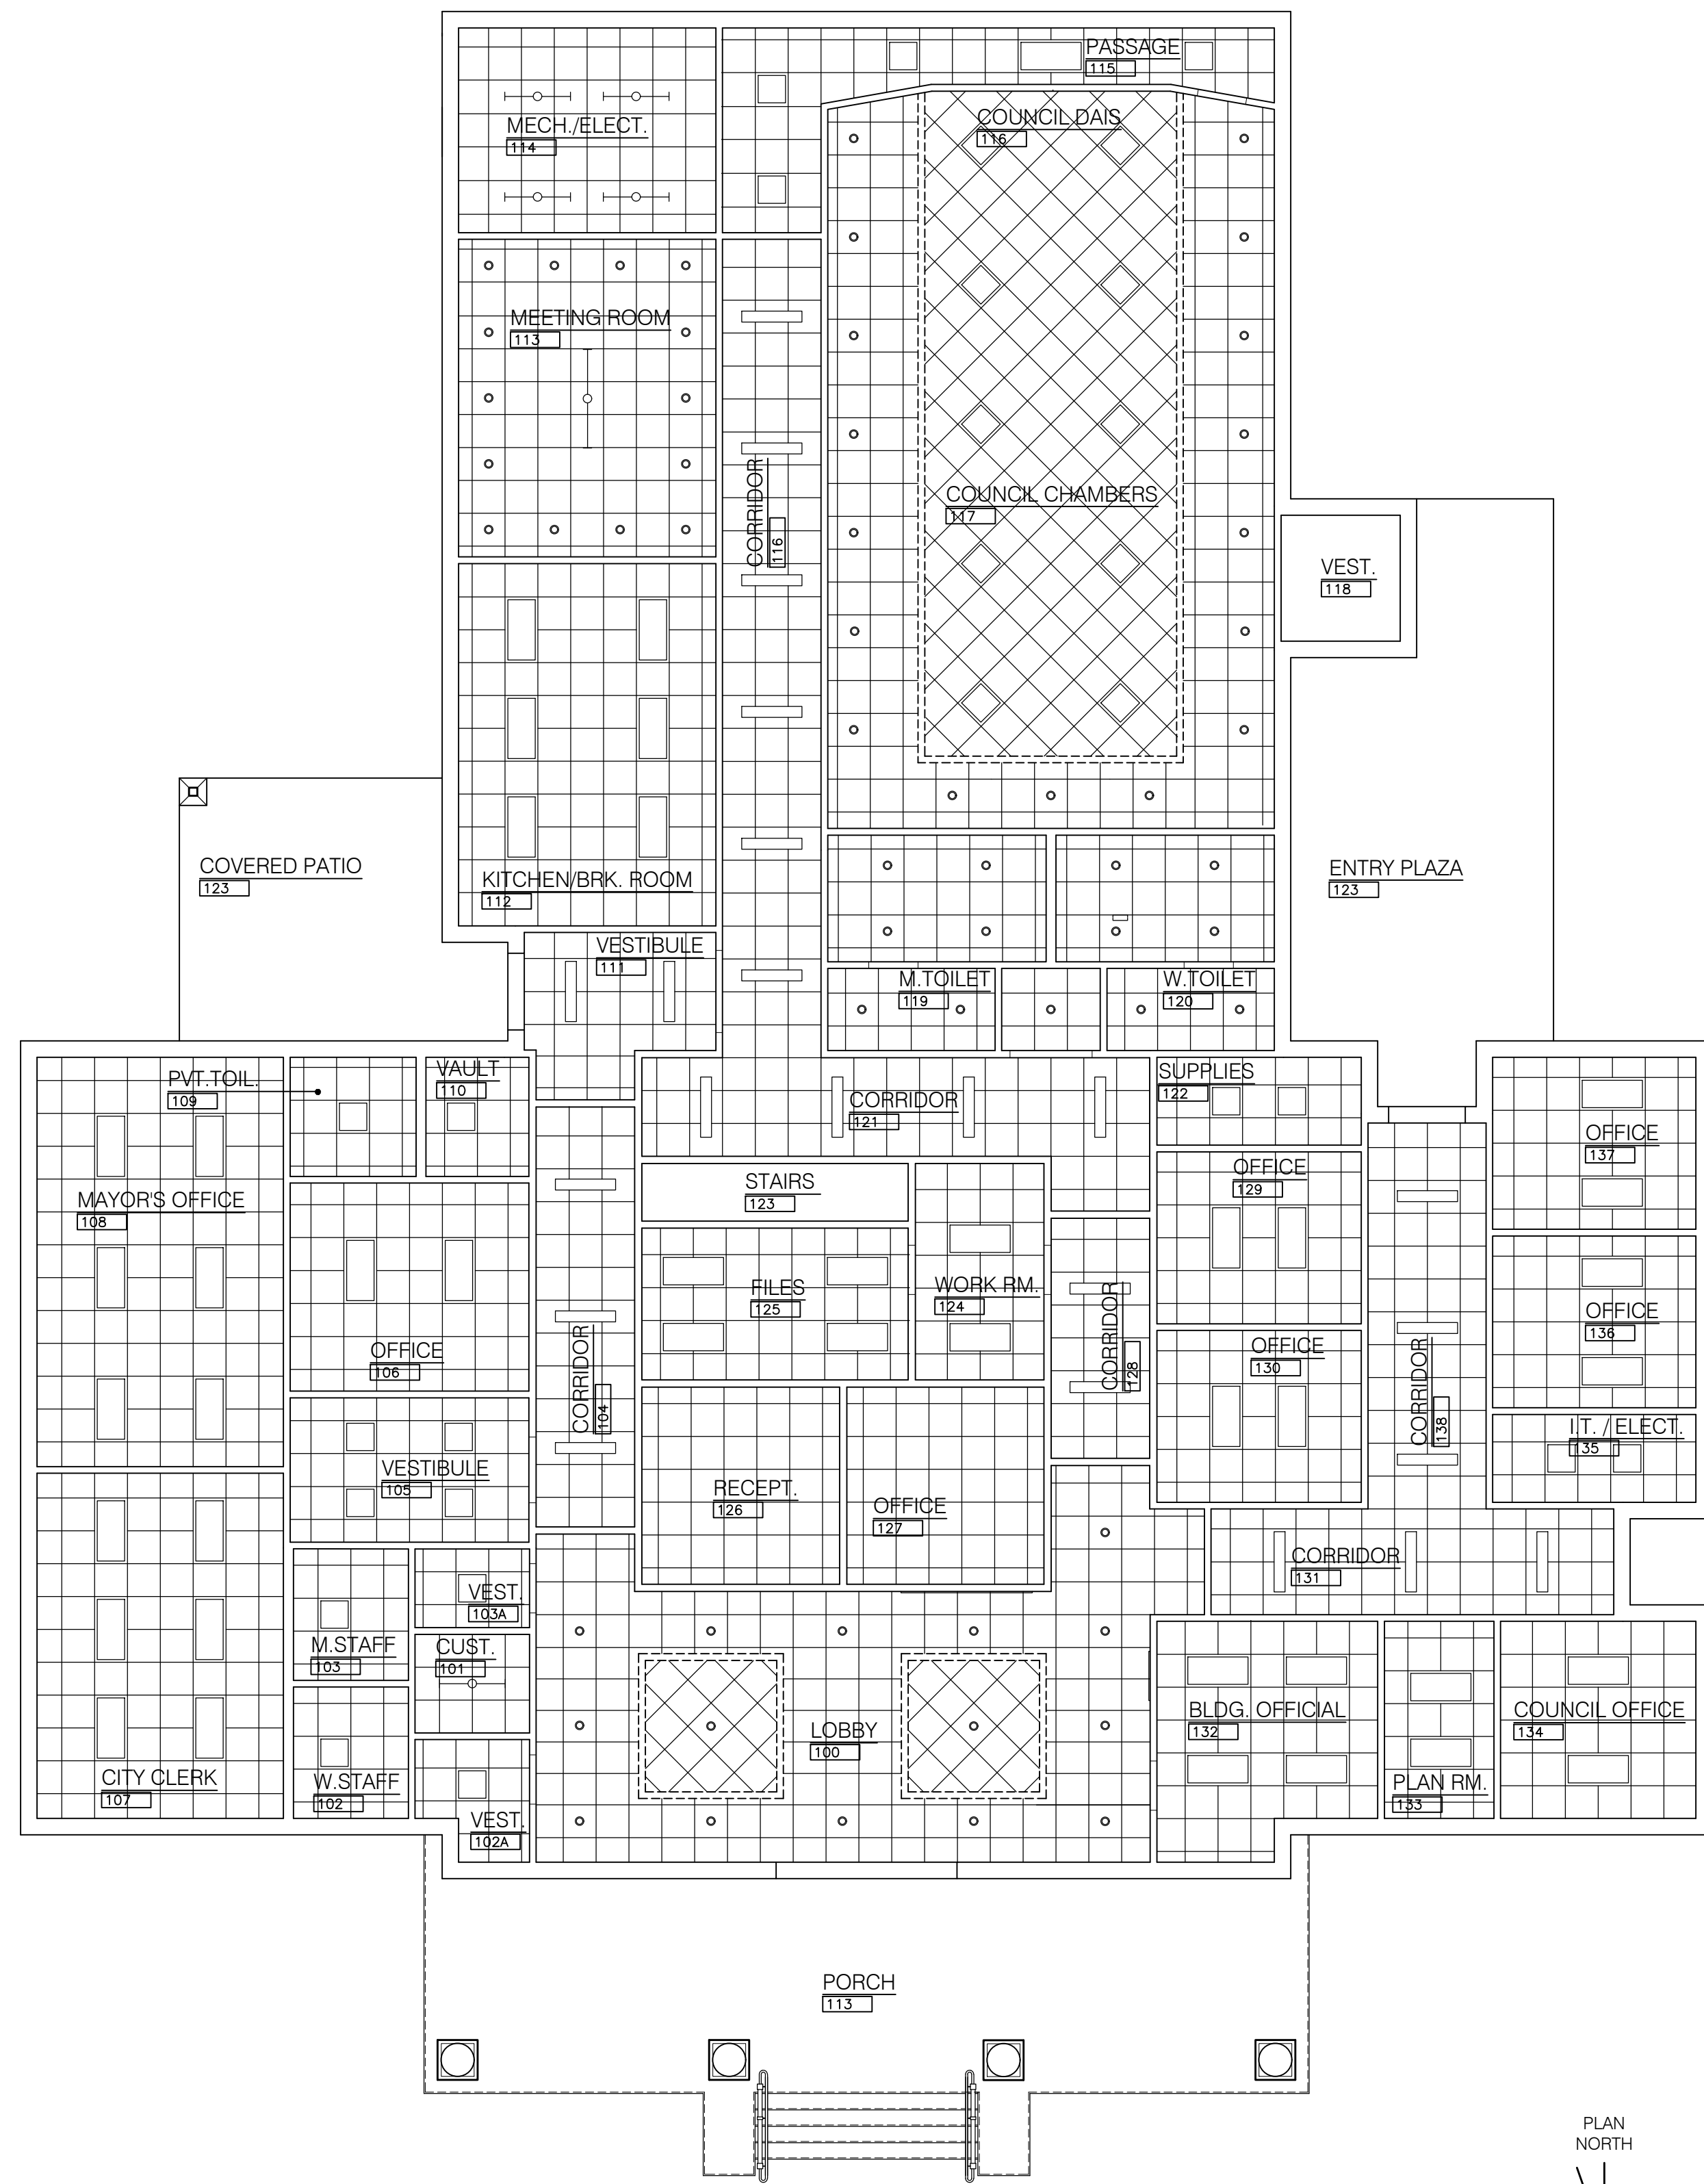 PASSAGE
115
COUNCIL DAIS
116
MECH./ELECT.
114
MEETING ROOM
113
CORRIDOR
116
COUNCIL CHAMBERS
117
VEST.
118
COVERED PATIO
123
KITCHEN/BRK. ROOM
112
ENTRY PLAZA
123
VESTIBULE
111
M.TOILET
119
W.TOILET
120
PVT.TOIL.
109
VAULT
110
CORRIDOR
121
SUPPLIES
122
OFFICE
137
MAYOR'S OFFICE
108
STAIRS
123
OFFICE
129
OFFICE
106
FILES
125
WORK RM.
124
OFFICE
136
CORRIDOR
104
CORRIDOR
128
OFFICE
130
CORRIDOR
138
I.T. / ELECT.
135
VESTIBULE
105
RECEPT.
126
OFFICE
127
CORRIDOR
131
VEST.
103A
M.STAFF
103
CUST.
101
LOBBY
100
BLDG. OFFICIAL
132
COUNCIL OFFICE
134
CITY CLERK
107
W.STAFF
102
PLAN RM.
133
VEST.
102A
PORCH
113
PLAN
NORTH